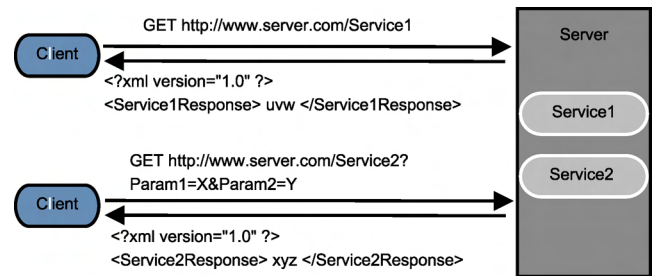 GET http://uvw.server.com/Service1
Server
Client
<?xml version="1.0" ?>
<Service1Response> uvw </Service1Response>
Service1
GET http://www.server.com/Service2?
Param1=X&Param2=Y
Service2
Client
<?xml version="1.0" ?>
<Service2Response> xyz </Service2Response>